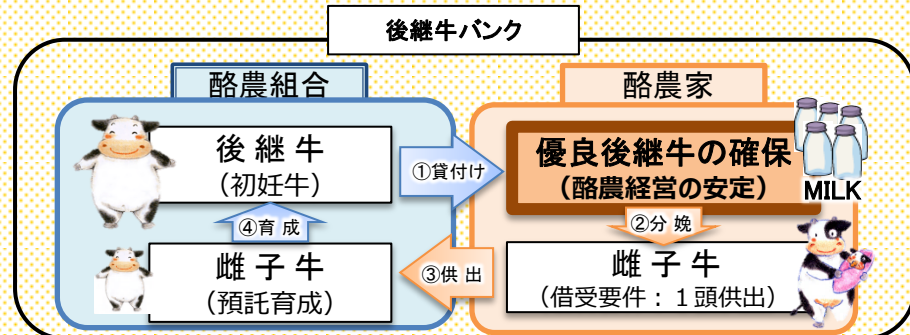 後継牛バンク
酪農組合
後 継 牛
（初妊牛）
①貸付け
④育 成
雌 子 牛
（預託育成）
酪農家
優良後継牛の確保
（酪農経営の安定）
MILK
②分 娩
③供 出
雌 子 牛
（借受要件：１頭供出）